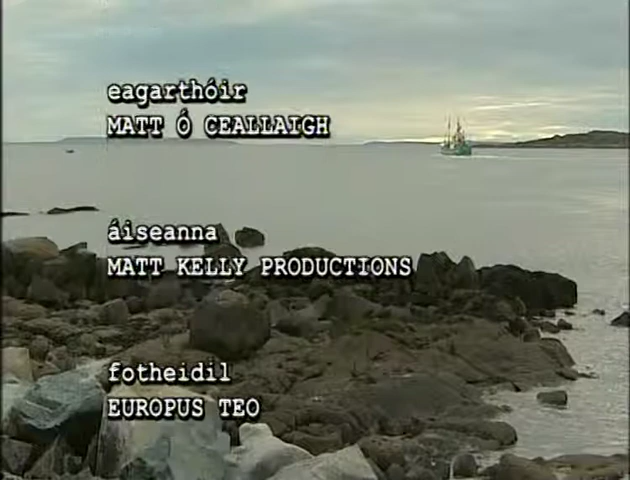 eagarthóir
MATT Ó CEALLAIGH
áiseanna
MATT KELLY PRODUCTIONS
fotheidil
EUROPUS TEO